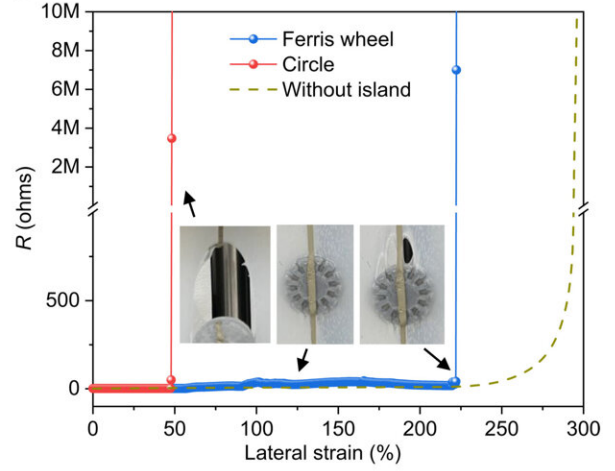 10M
8M
6M
4M
2M
500
0
R (ohms)
Ferris wheel
Circle
Without island
0 50 100 150 200 250 300
Lateral strain (%)